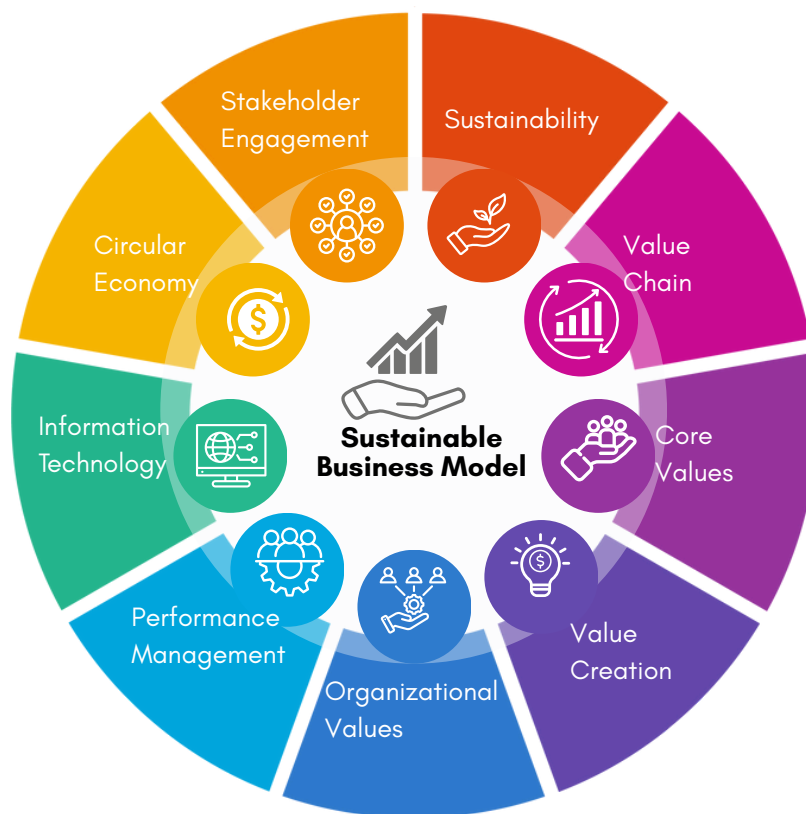 Stakeholder
Engagement
Sustainability
Circular
Economy
Value
Chain
Information
Technology
Sustainable
Business Model
Core
Values
Performance
Management
Value
Creation
Organizational
Values
$
$